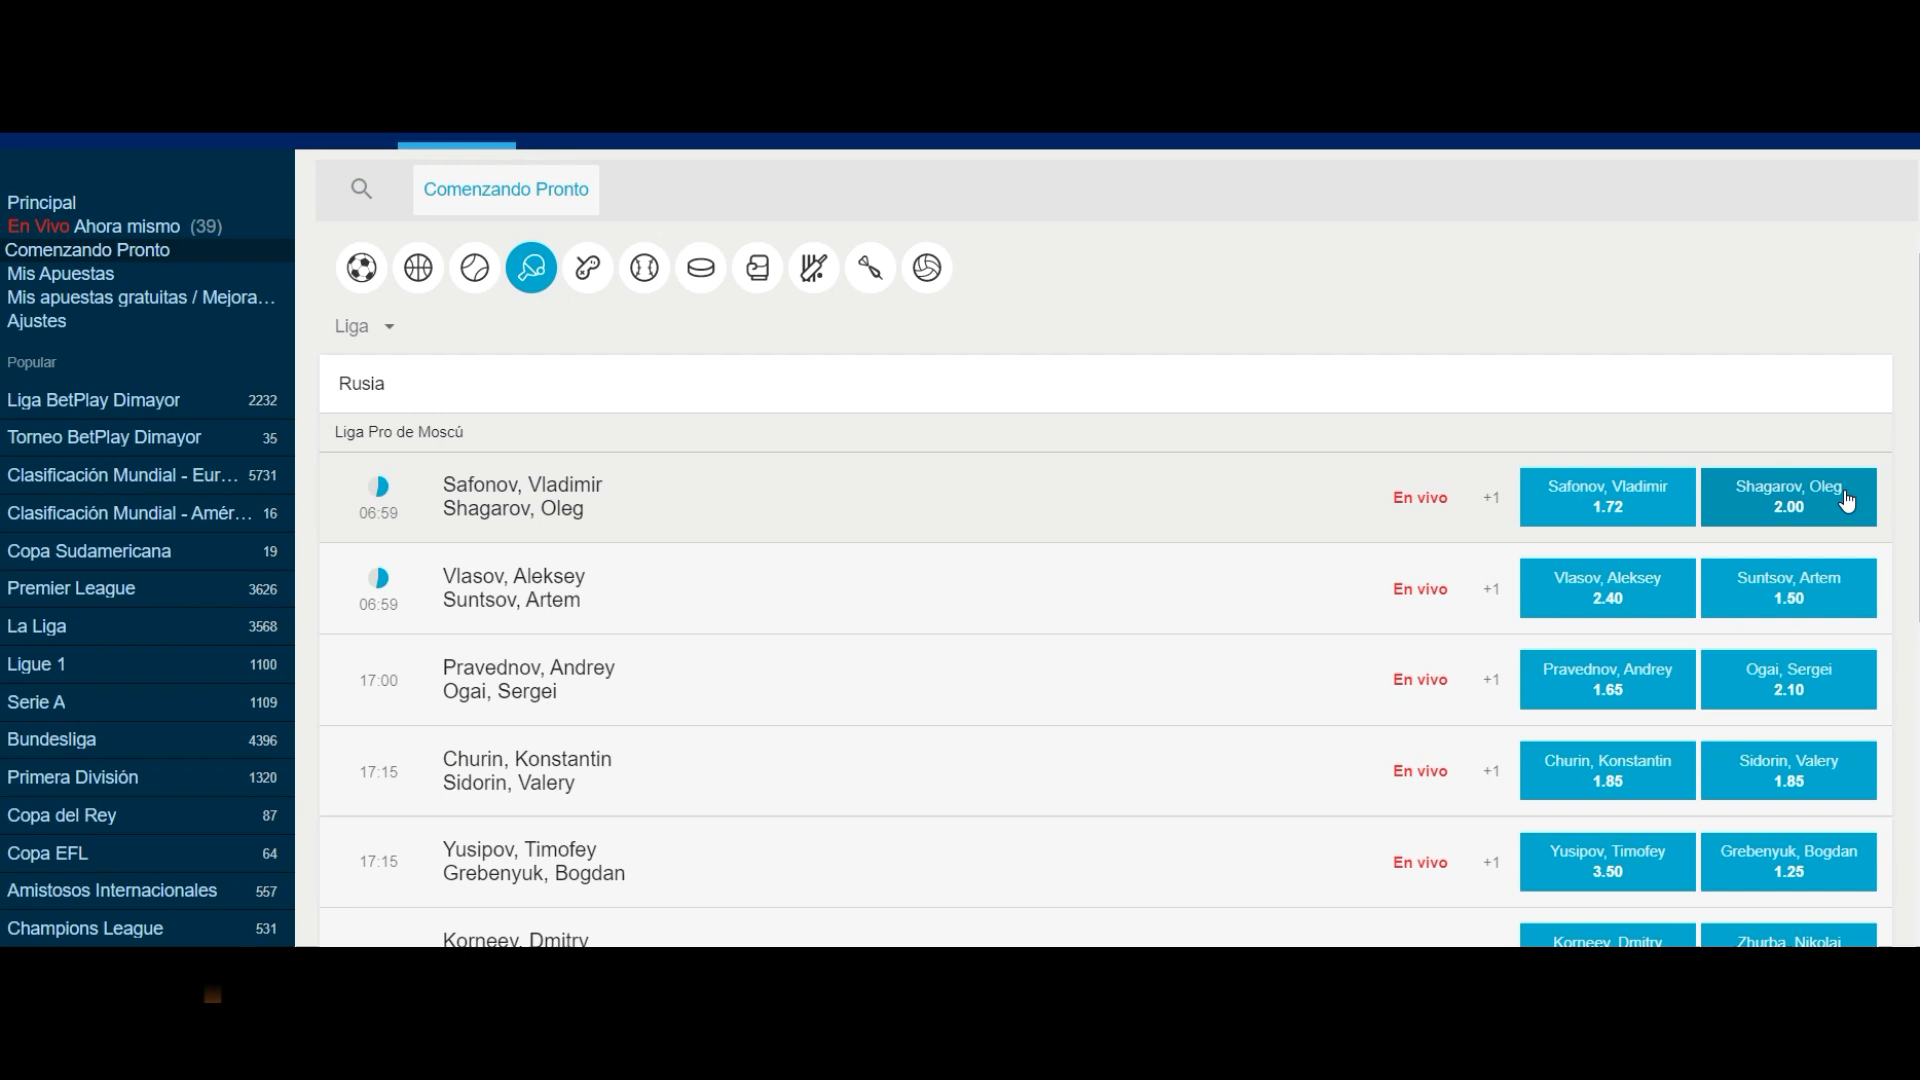 Principal
En Vivo Ahora mismo (39)
Comenzando Pronto
Mis Apuestas
Mis apuestas gratuitas / Mejora...
Ajustes
Popular
Liga BetPlay Dimayor 2232
Torneo BetPlay Dimayor 35
Clasificación Mundial - Eur... 5731
Clasificación Mundial - Amér... 16
Copa Sudamericana 19
Premier League 3626
La Liga 3568
Ligue 1 1100
Serie A 1109
Bundesliga 4396
Primera División 1320
Copa del Rey 87
Copa EFL 64
Amistosos Internacionales 557
Champions League 531
Comenzando Pronto
Liga
Rusia
Liga Pro de Moscú
06:59
Safonov, Vladimir
Shagarov, Oleg
En vivo +1
Safonov, Vladimir
1.72
Shagarov, Oleg
2.00
06:59
Vlasov, Aleksey
Suntsov, Artem
En vivo +1
Vlasov, Aleksey
2.40
Suntsov, Artem
1.50
17:00
Pravednov, Andrey
Ogai, Sergei
En vivo +1
Pravednov, Andrey
1.65
Ogai, Sergei
2.10
17:15
Churin, Konstantin
Sidorin, Valery
En vivo +1
Churin, Konstantin
1.85
Sidorin, Valery
1.85
17:15
Yusipov, Timofey
Grebenyuk, Bogdan
En vivo +1
Yusipov, Timofey
3.50
Grebenyuk, Bogdan
1.25
Korneev, Dmitry
Korneev, Dmitry
Zhurba, Nikolai